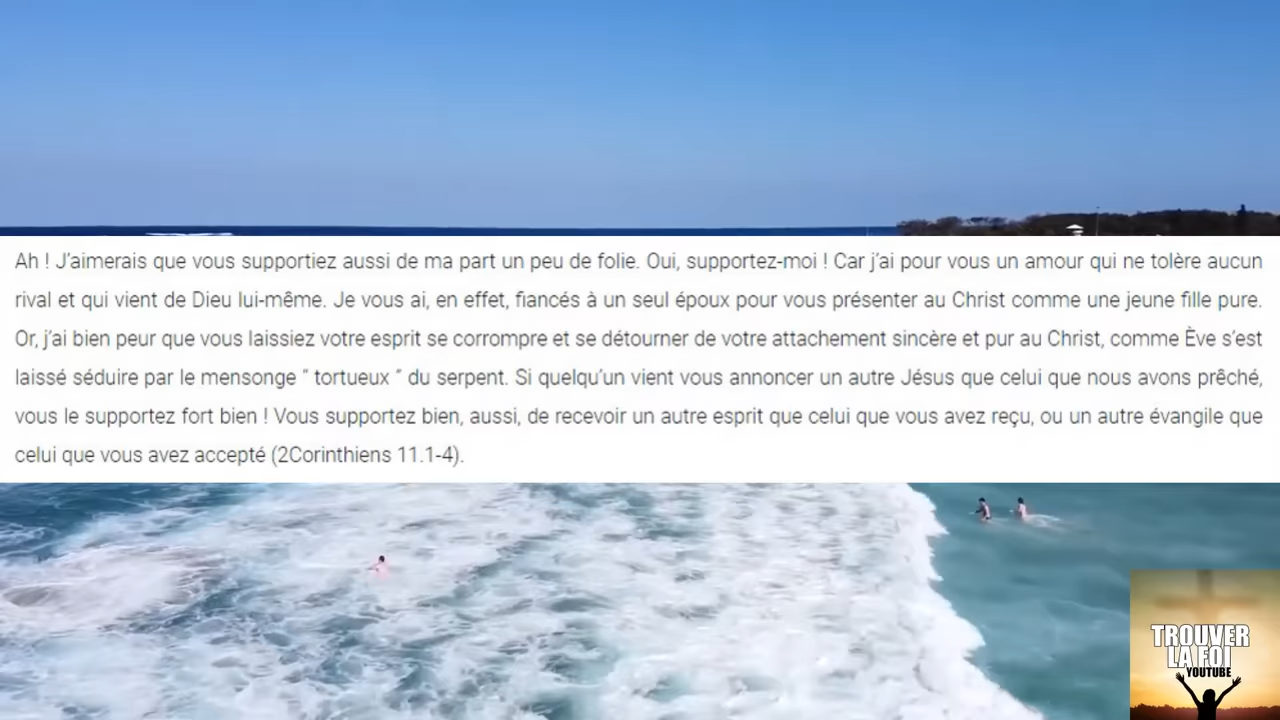 Ah ! J’aimerais que vous supportiez aussi de ma part un peu de folie. Oui, supportez-moi ! Car j’ai pour vous un amour qui ne tolère aucun
rival et qui vient de Dieu lui-même. Je vous ai, en effet, fiancés à un seul époux pour vous présenter au Christ comme une jeune fille pure.
Or, j’ai bien peur que vous laissiez votre esprit se corrompre et se détourner de votre attachement sincère et pur au Christ, comme Ève s’est
laissé séduire par le mensonge “ tortueux ” du serpent. Si quelqu’un vient vous annoncer un autre Jésus que celui que nous avons prêché,
vous le supportez fort bien ! Vous supportez bien, aussi, de recevoir un autre esprit que celui que vous avez reçu, ou un autre évangile que
celui que vous avez accepté (2Corinthiens 11.1-4).
TROUVER
LA FOI
YOUTUBE